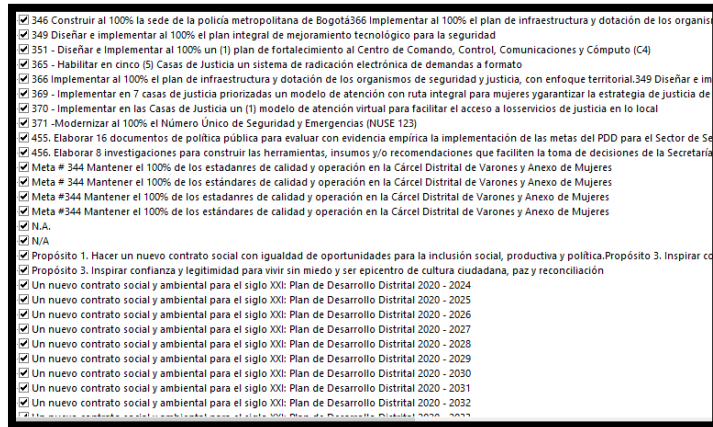 346 Construir al 100% la sede de la policía metropolitana de Bogotá366 Implementar al 100% el plan de infraestructura y dotación de los organis
349 Diseñar e implementar al 100% el plan integral de mejoramiento tecnológico para la seguridad
351 - Diseñar e Implementar al 100% un (1) plan de fortalecimiento al Centro de Comando, Control, Comunicaciones y Cómputo (C4)
365 - Habilitar en cinco (5) Casas de Justicia un sistema de radicación electrónica de demandas a formato
366 Implementar al 100% el plan de infraestructura y dotación de los organismos de seguridad y justicia, con enfoque territorial.349 Diseñar e im
369 - Implementar en 7 casas de justicia priorizadas un modelo de atención con ruta integral para mujeres ygarantizar la estrategia de justicia de
370 - Implementar en las Casas de Justicia un (1) modelo de atención virtual para facilitar el acceso a losservicios de justicia en lo local
371 -Modernizar al 100% el Número Único de Seguridad y Emergencias (NUSE 123)
455. Elaborar 16 documentos de política pública para evaluar con evidencia empírica la implementación de las metas del PDD para el Sector de Se
456. Elaborar 8 investigaciones para construir las herramientas, insumos y/o recomendaciones que faciliten la toma de decisiones de la Secretaría
Meta # 344 Mantener el 100% de los estadanres de calidad y operación en la Cárcel Distrital de Varones y Anexo de Mujeres
Meta # 344 Mantener el 100% de los estándares de calidad y operación en la Cárcel Distrital de Varones y Anexo de Mujeres
Meta #344 Mantener el 100% de los estadanres de calidad y operación en la Cárcel Distrital de Varones y Anexo de Mujeres
Meta #344 Mantener el 100% de los estándares de calidad y operación en la Cárcel Distrital de Varones y Anexo de Mujeres
N.A.
N/A
Propósito 1. Hacer un nuevo contrato social con igualdad de oportunidades para la inclusión social, productiva y política.Propósito 3. Inspirar co
Propósito 3. Inspirar confianza y legitimidad para vivir sin miedo y ser epicentro de cultura ciudadana, paz y reconciliación
Un nuevo contrato social y ambiental para el siglo XXI: Plan de Desarrollo Distrital 2020 - 2024
Un nuevo contrato social y ambiental para el siglo XXI: Plan de Desarrollo Distrital 2020 - 2025
Un nuevo contrato social y ambiental para el siglo XXI: Plan de Desarrollo Distrital 2020 - 2026
Un nuevo contrato social y ambiental para el siglo XXI: Plan de Desarrollo Distrital 2020 - 2027
Un nuevo contrato social y ambiental para el siglo XXI: Plan de Desarrollo Distrital 2020 - 2028
Un nuevo contrato social y ambiental para el siglo XXI: Plan de Desarrollo Distrital 2020 - 2029
Un nuevo contrato social y ambiental para el siglo XXI: Plan de Desarrollo Distrital 2020 - 2030
Un nuevo contrato social y ambiental para el siglo XXI: Plan de Desarrollo Distrital 2020 - 2031
Un nuevo contrato social y ambiental para el siglo XXI: Plan de Desarrollo Distrital 2020 - 2032
Un nuevo contrato social y ambiental para el siglo XXI: Plan de Desarrollo Distrital 2020 - 2033